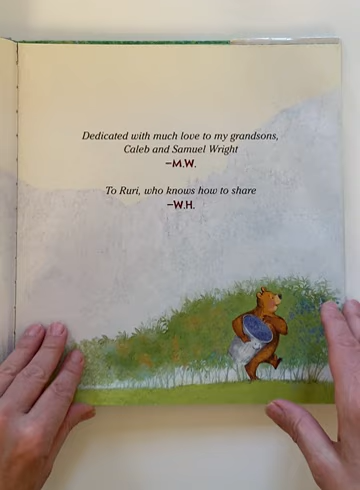 Dedicated with much love to my grandsons,
Caleb and Samuel Wright
—M.W.
To Ruri, who knows how to share
—W.H.